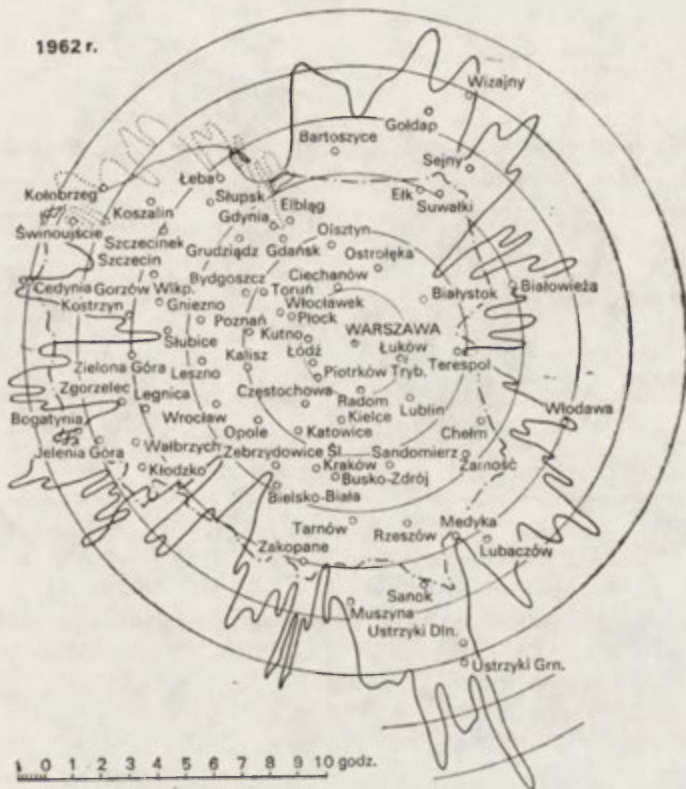 1962 r.
Wizajny
Gołdap
Bartoszyce
Sejny
Łeba
Ełk
Suwałki
Kołobrzeg
Słupsk
Elbląg
Koszalin
Gdynia
Świnoujście
Olsztyn
Szczecinek
Grudziądz
Gdańsk
Ostrołęka
Szczecin
Bydgoszcz
Ciechanów
Cedynia
Gorzów Wlkp.
Toruń
Białystok
Białowieża
Kostrzyn
Gniezno
Włocławek
Poznań
Płock
Słubice
Kutno
WARSZAWA
Zielona Góra
Leszno
Kalisz
Łódź
Łuków
Terespol
Zgorzelec
Legnica
Piotrków Tryb.
Częstochowa
Radom
Lublin
Włodawa
Bogatynia
Wrocław
Kielce
Opole
Katowice
Chełm
Jelenia Góra
Wałbrzych
Zebrzydowice Śl.
Sandomierz
Kłodzko
Kraków
Zarność
Busko-Zdrój
Bielsko-Biała
Tarnów
Rzeszów
Medyka
Zakopane
Lubaczów
Sanok
Muszyna
Ustrzyki Dln.
Ustrzyki Grn.
0 1 2 3 4 5 6 7 8 9 10 godz.